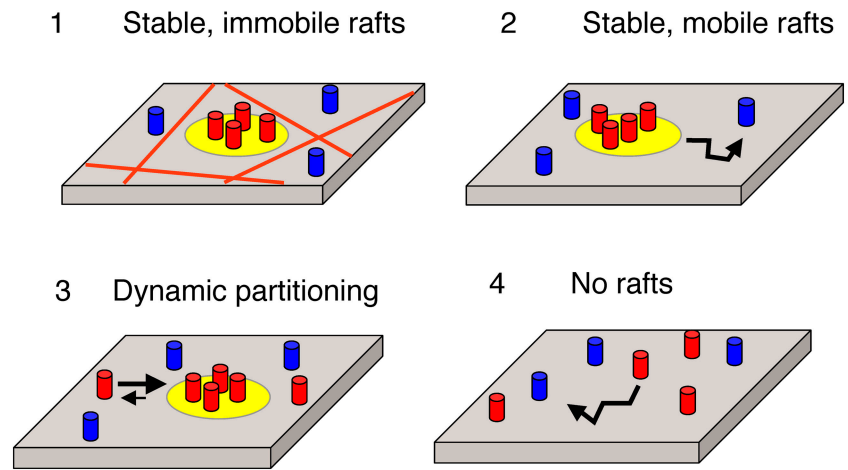 1 Stable, immobile rafts
2 Stable, mobile rafts
3 Dynamic partitioning
4 No rafts